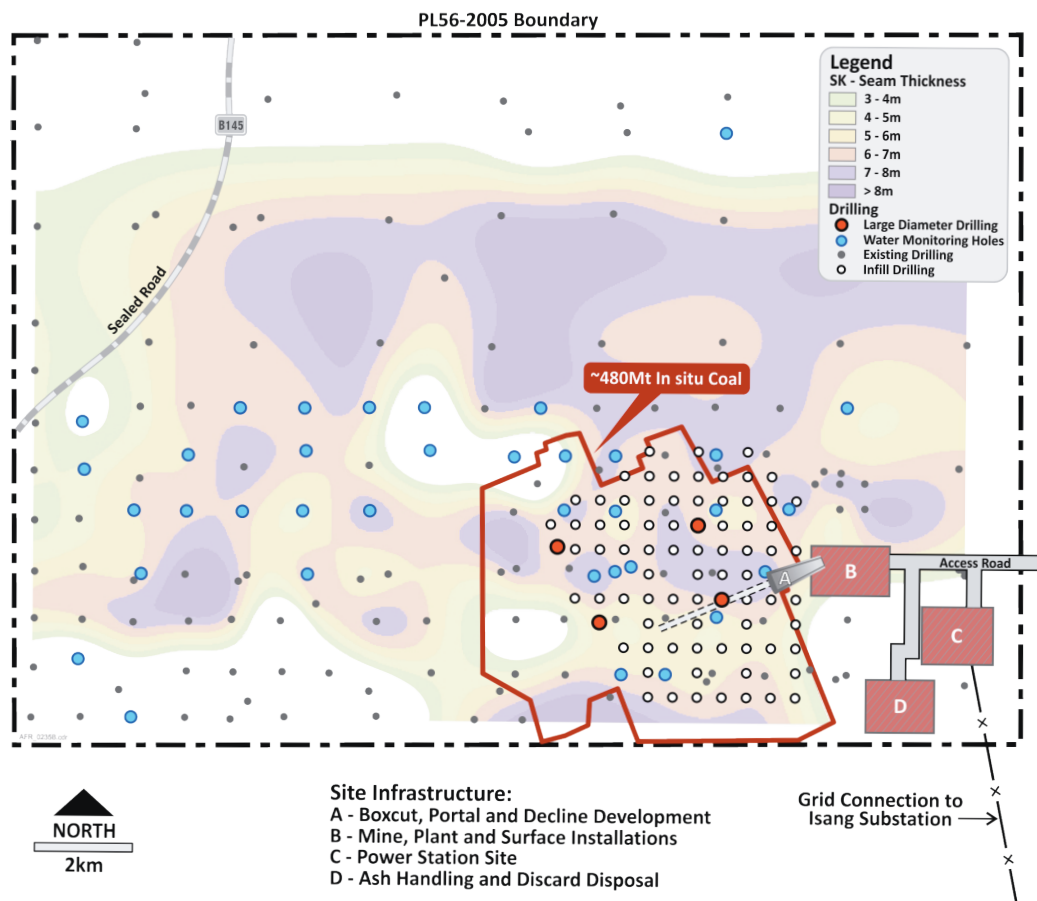 PL56-2005 Boundary
Legend
SK - Seam Thickness
3 - 4m
4 - 5m
5 - 6m
6 - 7m
7 - 8m
> 8m
Drilling
Large Diameter Drilling
Water Monitoring Holes
Existing Drilling
Infill Drilling
B145
Sealed Road
~480Mt In situ Coal
A
B
Access Road
C
D
NORTH
2km
Site Infrastructure:
A - Boxcut, Portal and Decline Development
B - Mine, Plant and Surface Installations
C - Power Station Site
D - Ash Handling and Discard Disposal
Grid Connection to
Isang Substation